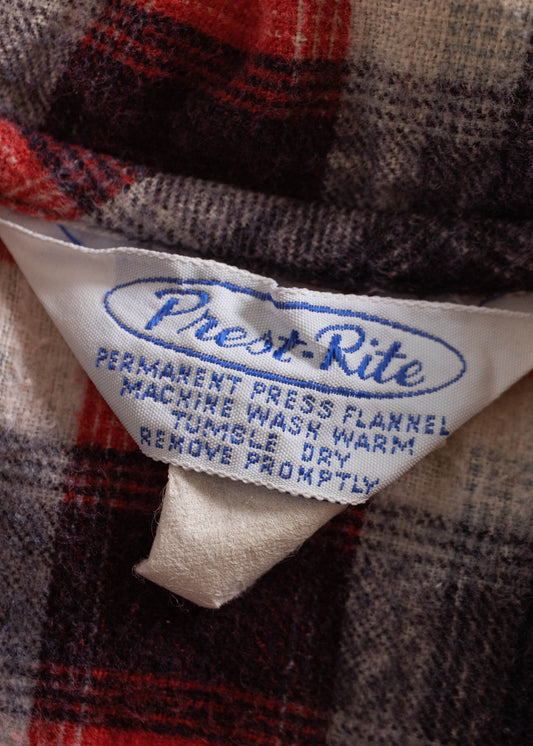 Prest-Rite
PERMANENT PRESS FLANNEL
MACHINE WASH WARM
TUMBLE DRY
REMOVE PROMPTLY